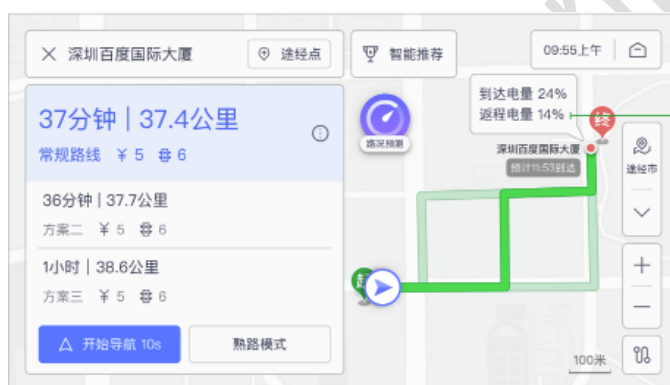 深圳百度国际大厦
途经点
智能推荐
09:55上午
37分钟 | 37.4公里
常规路线 ¥ 5 6
36分钟 | 37.7公里
方案二 ¥ 5 6
1小时 | 38.6公里
方案三 ¥ 5 6
开始导航 10s
熟路模式
路况预测
到达电量 24%
返程电量 14%
终
深圳百度国际大厦
预计11:53到达
起
途经市
100米